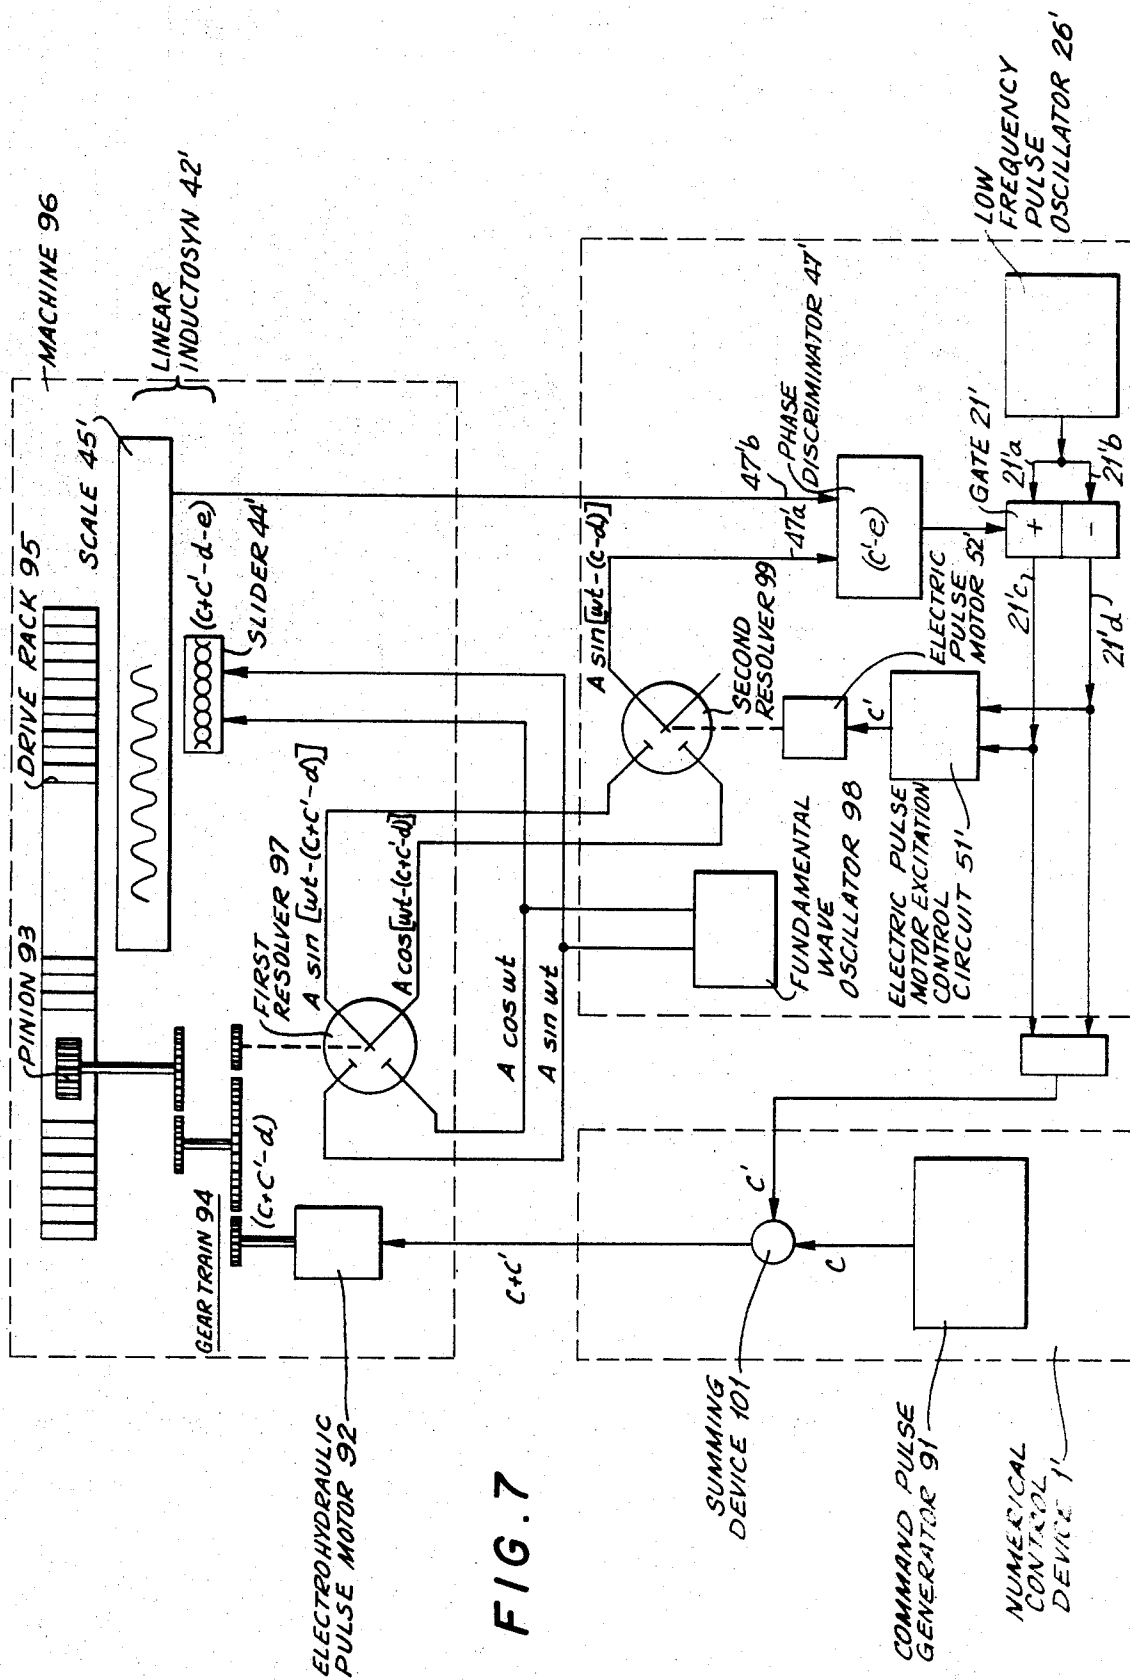 MACHINE 96
LINEAR
INDUCTOSYN 42'
SCALE 45'
DRIVE RACK 95
SLIDER 44'
(C+C'-d-e)
PINION 93
FIRST
RESOLVER 97
A sin [wt-(C+C'-d)]
A cos[wt-(C+C'-d)]
A cos wt
A sin wt
GEAR TRAIN 94
(C+C'-d)
ELECTROHYDRAULIC
PULSE MOTOR 92
C+C'
FIG. 7
LOW
FREQUENCY
PULSE
OSCILLATOR 26'
PHASE
DISCRIMINATOR 47'
47'b
47'a
(C'-e)
A sin[wt-(C-d)]
SECOND
RESOLVER 99
GATE 21'
21'a
21'b
+
-
21'c
21'd
ELECTRIC
PULSE
MOTOR 52'
C'
FUNDAMENTAL
WAVE
OSCILLATOR 98
ELECTRIC PULSE
MOTOR EXCITATION
CONTROL
CIRCUIT 51'
C'
C
SUMMING
DEVICE 101
COMMAND PULSE
GENERATOR 91
NUMERICAL
CONTROL
DEVICE 1'